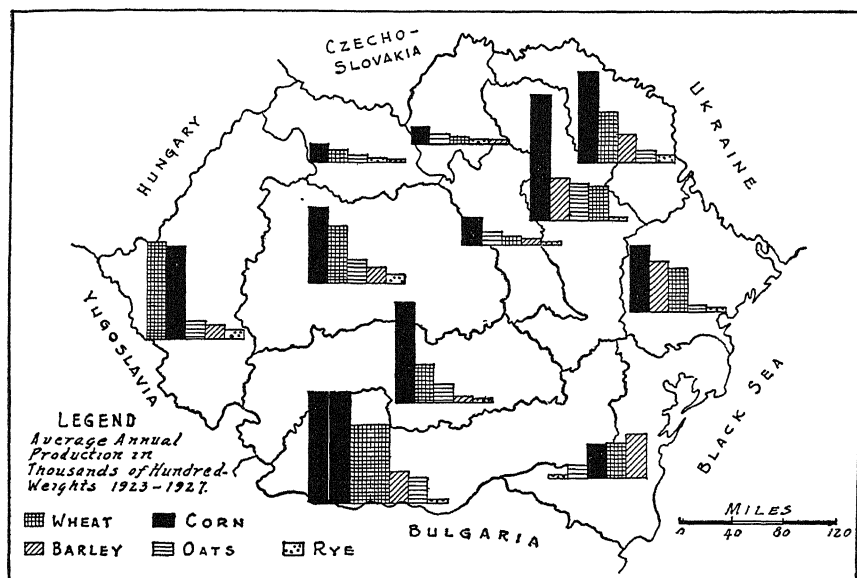 CZECHO-
SLOVAKIA
HUNGARY
UKRAINE
YUGOSLAVIA
BLACK SEA
BULGARIA
LEGEND
Average Annual
Production in
Thousands of Hundred-
Weights 1923-1927.
WHEAT CORN
BARLEY OATS RYE
MILES
0 40 80 120